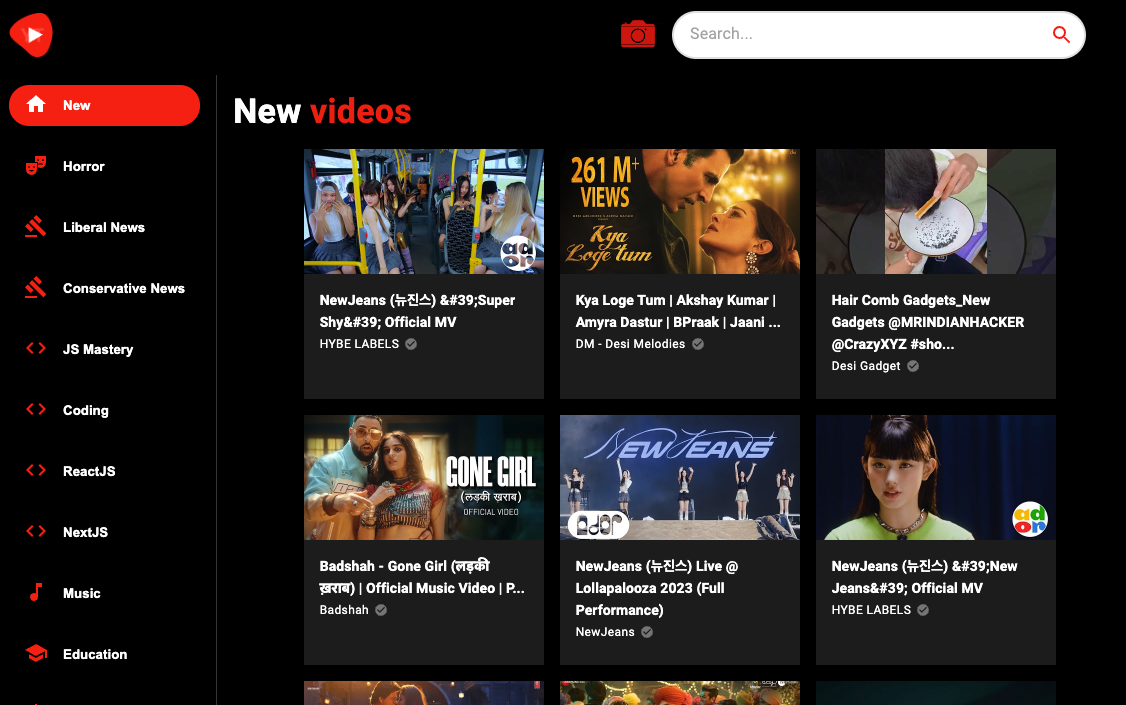 Search...
New
Horror
Liberal News
Conservative News
JS Mastery
Coding
ReactJS
NextJS
Music
Education
New videos
ador
NewJeans (뉴진스) &#39;Super
Shy&#39; Official MV
HYBE LABELS
261 M+
VIEWS
Kya
Loge tum
Kya Loge Tum | Akshay Kumar |
Amyra Dastur | BPraak | Jaani ...
DM - Desi Melodies
Hair Comb Gadgets_New
Gadgets @MRINDIANHACKER
@CrazyXYZ #sho...
Desi Gadget
GONE GIRL
(लड़की ख़राब)
OFFICIAL VIDEO
Badshah - Gone Girl (लड़की
ख़राब) | Official Music Video | P...
Badshah
NEWJEANS
ador
NewJeans (뉴진스) Live @
Lollapalooza 2023 (Full
Performance)
NewJeans
ador
NewJeans (뉴진스) &#39;New
Jeans&#39; Official MV
HYBE LABELS